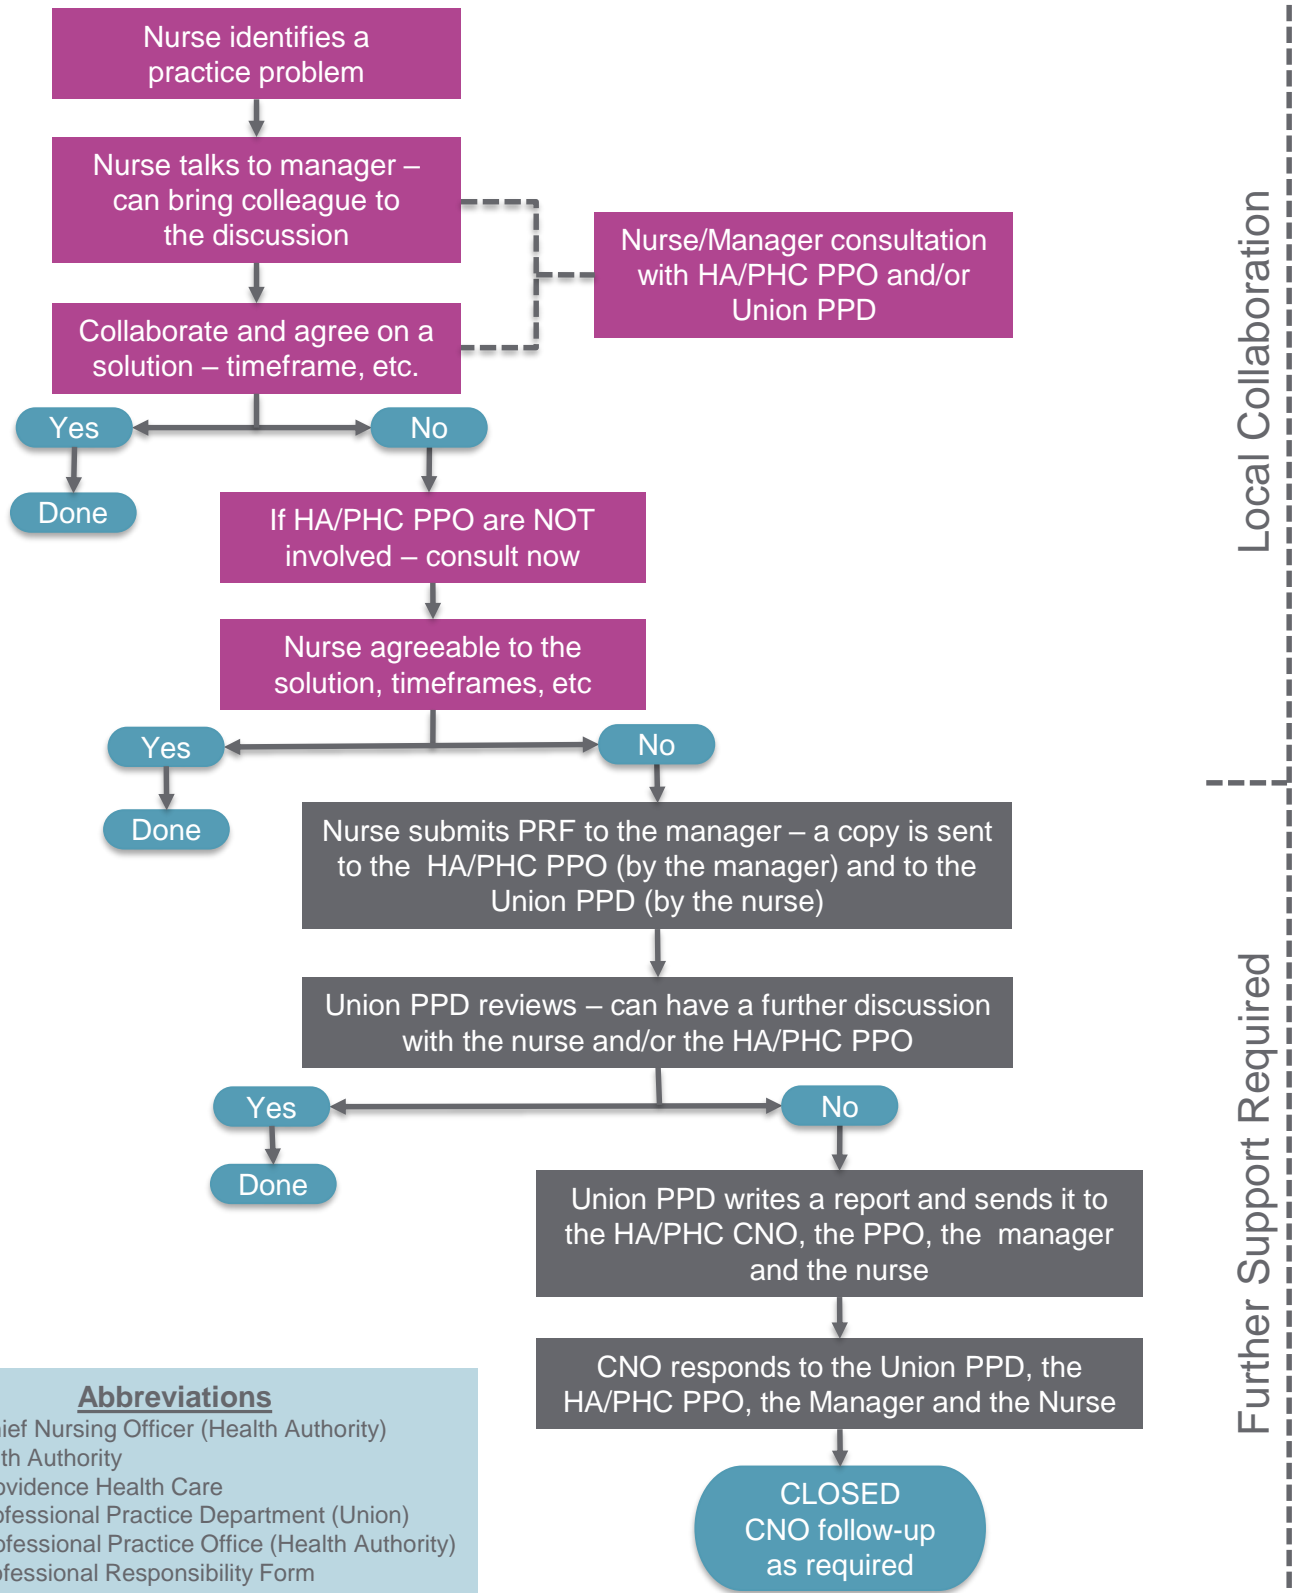 Nurse identifies a
practice problem
Nurse talks to manager –
can bring colleague to
the discussion
Nurse/Manager consultation
with HA/PHC PPO and/or
Union PPD
Collaborate and agree on a
solution – timeframe, etc.
Yes
No
Done
If HA/PHC PPO are NOT
involved – consult now
Nurse agreeable to the
solution, timeframes, etc
Yes
No
Done
Nurse submits PRF to the manager – a copy is sent
to the HA/PHC PPO (by the manager) and to the
Union PPD (by the nurse)
Union PPD reviews – can have a further discussion
with the nurse and/or the HA/PHC PPO
Yes
No
Done
Union PPD writes a report and sends it to
the HA/PHC CNO, the PPO, the manager
and the nurse
CNO responds to the Union PPD, the
HA/PHC PPO, the Manager and the Nurse
CLOSED
CNO follow-up
as required
Local Collaboration
Further Support Required
Abbreviations
Nursing Officer (Health Authority)
Authority
Health Care
Practice Department (Union)
Practice Office (Health Authority)
Responsibility Form